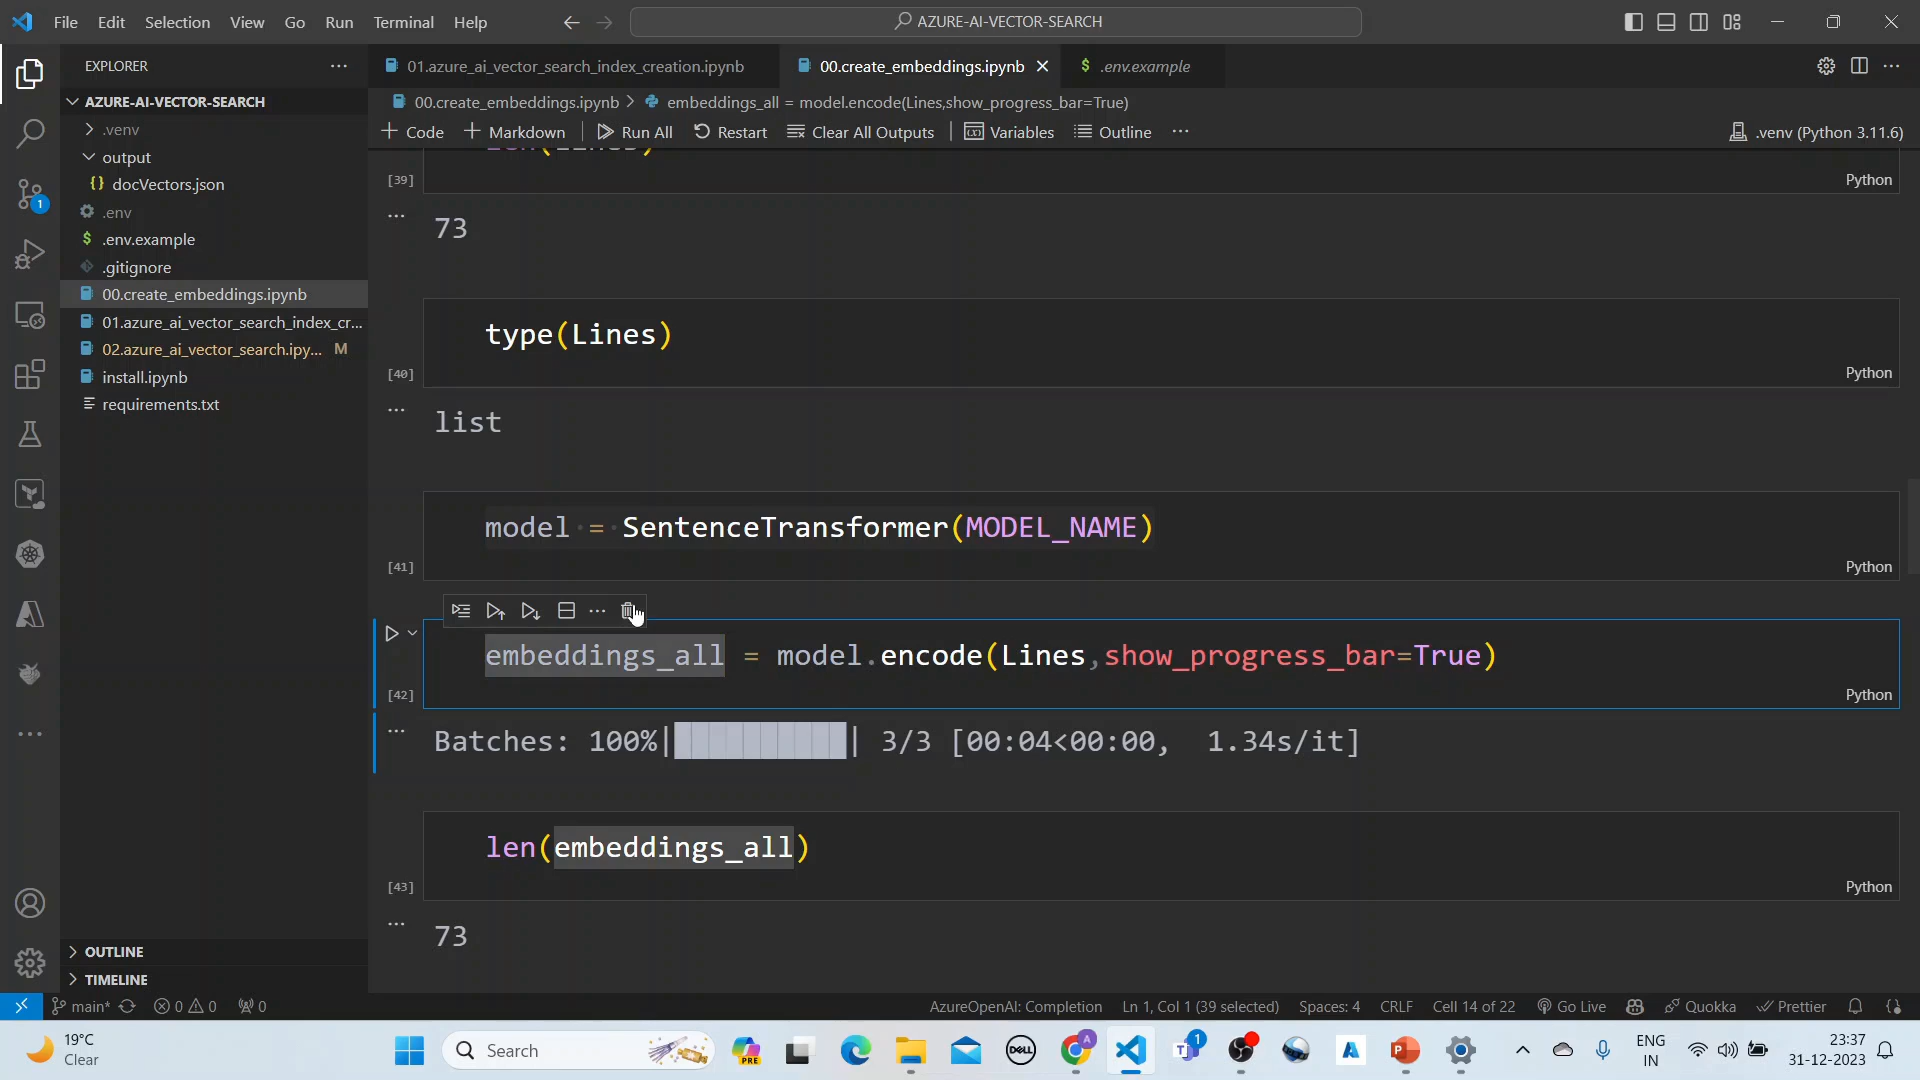 File Edit Selection View Go Run Terminal Help
AZURE-AI-VECTOR-SEARCH
EXPLORER
AZURE-AI-VECTOR-SEARCH
.venv
output
docVectors.json
.env
.env.example
.gitignore
00.create_embeddings.ipynb
01.azure_ai_vector_search_index_cr...
02.azure_ai_vector_search.ipy... M
install.ipynb
requirements.txt
OUTLINE
TIMELINE
1
01.azure_ai_vector_search_index_creation.ipynb
00.create_embeddings.ipynb
.env.example
00.create_embeddings.ipynb > embeddings_all = model.encode(Lines,show_progress_bar=True)
+ Code + Markdown Run All Restart Clear All Outputs Variables Outline ...
.venv (Python 3.11.6)
len(Lines)
[39] Python
73
type(Lines)
[40] Python
list
model = SentenceTransformer(MODEL_NAME)
[41] Python
embeddings_all = model.encode(Lines,show_progress_bar=True)
[42] Python
Batches: 100%|██████████| 3/3 [00:04<00:00, 1.34s/it]
len(embeddings_all)
[43] Python
73
main* 0 0 0
AzureOpenAI: Completion Ln 1, Col 1 (39 selected) Spaces: 4 CRLF Cell 14 of 22 Go Live Quokka Prettier
19°C
Clear
Search
PRE
DELL
1
ENG
IN
23:37
31-12-2023